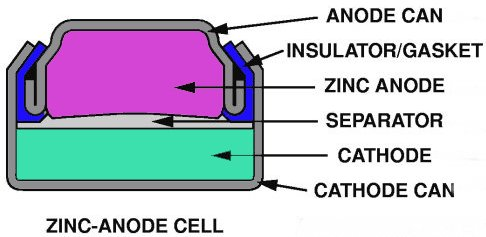 ANODE CAN
INSULATOR/GASKET
ZINC ANODE
SEPARATOR
CATHODE
CATHODE CAN
ZINC-ANODE CELL